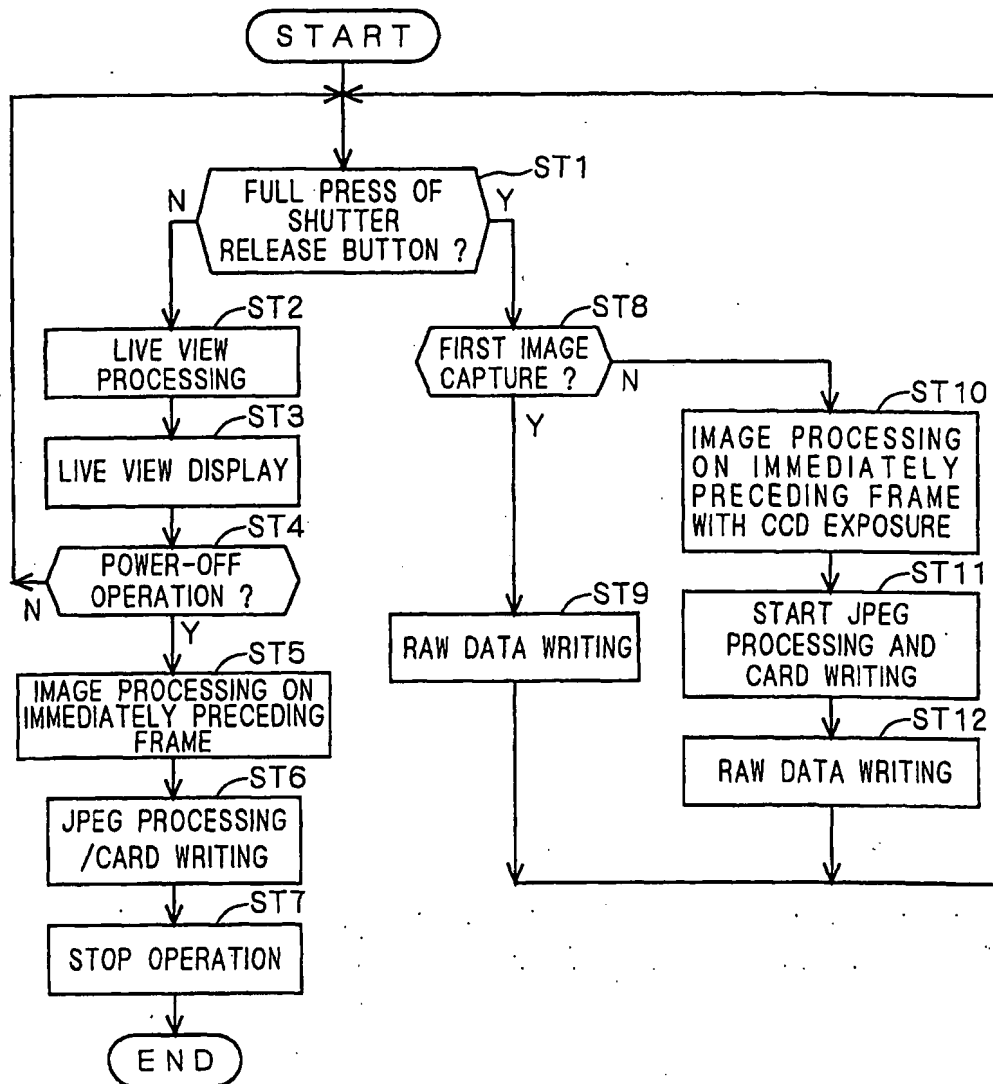 START
ST1
N
FULL PRESS OF
SHUTTER
RELEASE BUTTON ?
Y
ST2
LIVE VIEW
PROCESSING
ST3
LIVE VIEW DISPLAY
ST4
POWER-OFF
OPERATION ?
N
Y
ST5
IMAGE PROCESSING ON
IMMEDIATELY PRECEDING
FRAME
ST6
JPEG PROCESSING
/CARD WRITING
ST7
STOP OPERATION
END
ST8
FIRST IMAGE
CAPTURE ?
N
Y
ST9
RAW DATA WRITING
ST10
IMAGE PROCESSING
ON IMMEDIATELY
PRECEDING FRAME
WITH CCD EXPOSURE
ST11
START JPEG
PROCESSING AND
CARD WRITING
ST12
RAW DATA WRITING